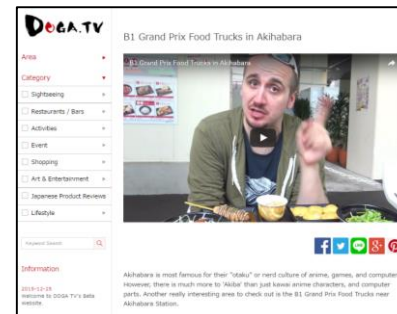 DOGA.TV
Area
Category
Sightseeing +
Restaurants / Bars +
Activities +
Event +
Shopping +
Art & Entertainment +
Japanese Product Reviews
Lifestyle +
Keyword Search
Information
2015-12-15
Welcome to DOGA TV's Beta
website.
B1 Grand Prix Food Trucks in Akihabara
B1 Grand Prix Food Trucks in Akihabara
Akihabara is most famous for their "otaku" or nerd culture of anime, games, and computer
However, there is much more to 'Akiba' than just kawai anime characters, and computer
parts. Another really interesting area to check out is the B1 Grand Prix Food Trucks near
Akihabara Station.